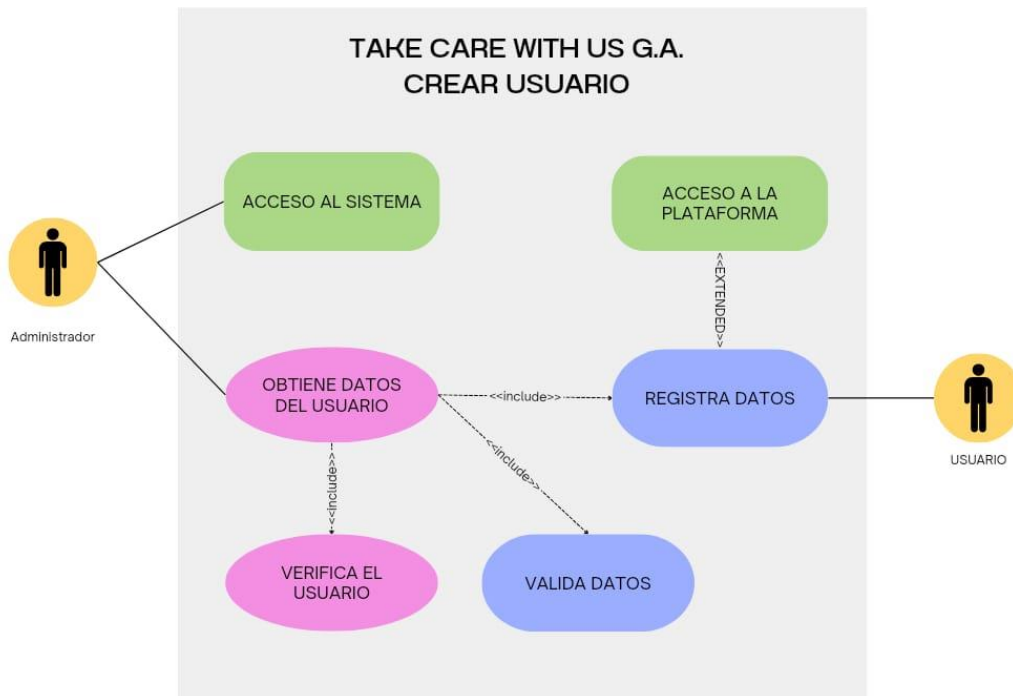 TAKE CARE WITH US G.A.
CREAR USUARIO
ACCESO AL SISTEMA
ACCESO A LA
PLATAFORMA
<<EXTENDED>>
Administrador
OBTIENE DATOS
DEL USUARIO
<<include>>
REGISTRA DATOS
USUARIO
<<include>>
<<include>>
VERIFICA EL
USUARIO
VALIDA DATOS